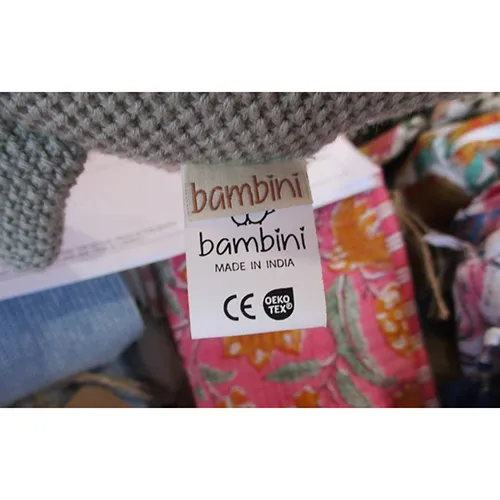 bambini
bambini
MADE IN INDIA
CE OEKO
TEX®